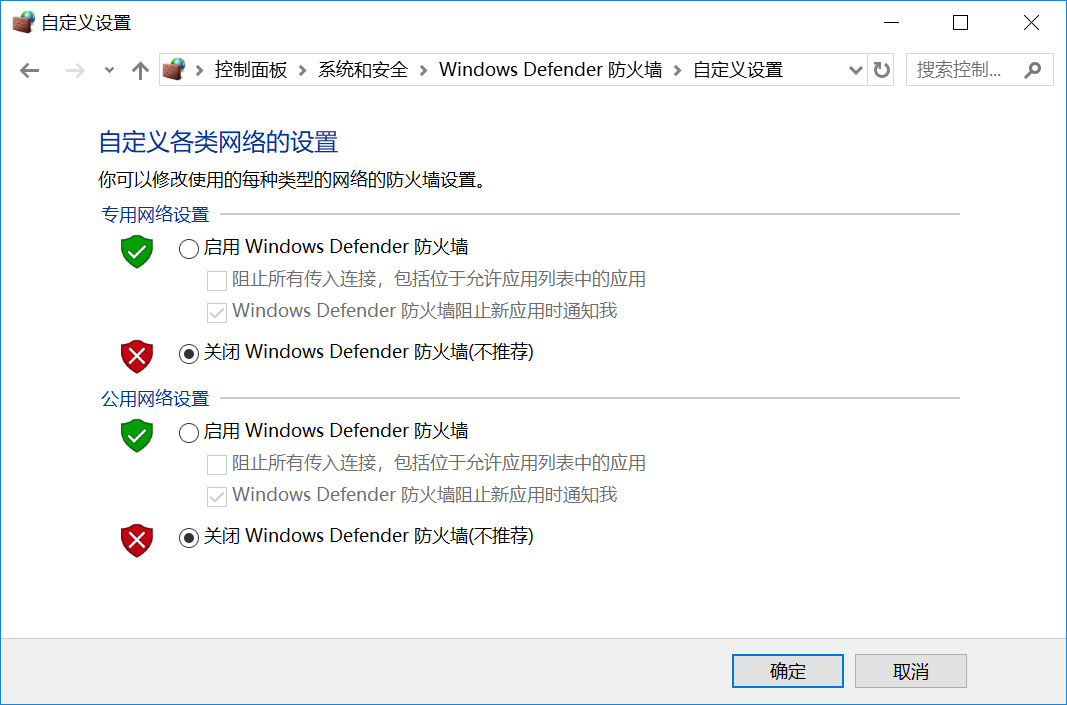 自定义设置
控制面板 系统和安全 Windows Defender 防火墙 自定义设置 搜索控制...
自定义各类网络的设置
你可以修改使用的每种类型的网络的防火墙设置。
专用网络设置
启用 Windows Defender 防火墙
阻止所有传入连接，包括位于允许应用列表中的应用
Windows Defender 防火墙阻止新应用时通知我
关闭 Windows Defender 防火墙(不推荐)
公用网络设置
启用 Windows Defender 防火墙
阻止所有传入连接，包括位于允许应用列表中的应用
Windows Defender 防火墙阻止新应用时通知我
关闭 Windows Defender 防火墙(不推荐)
确定 取消